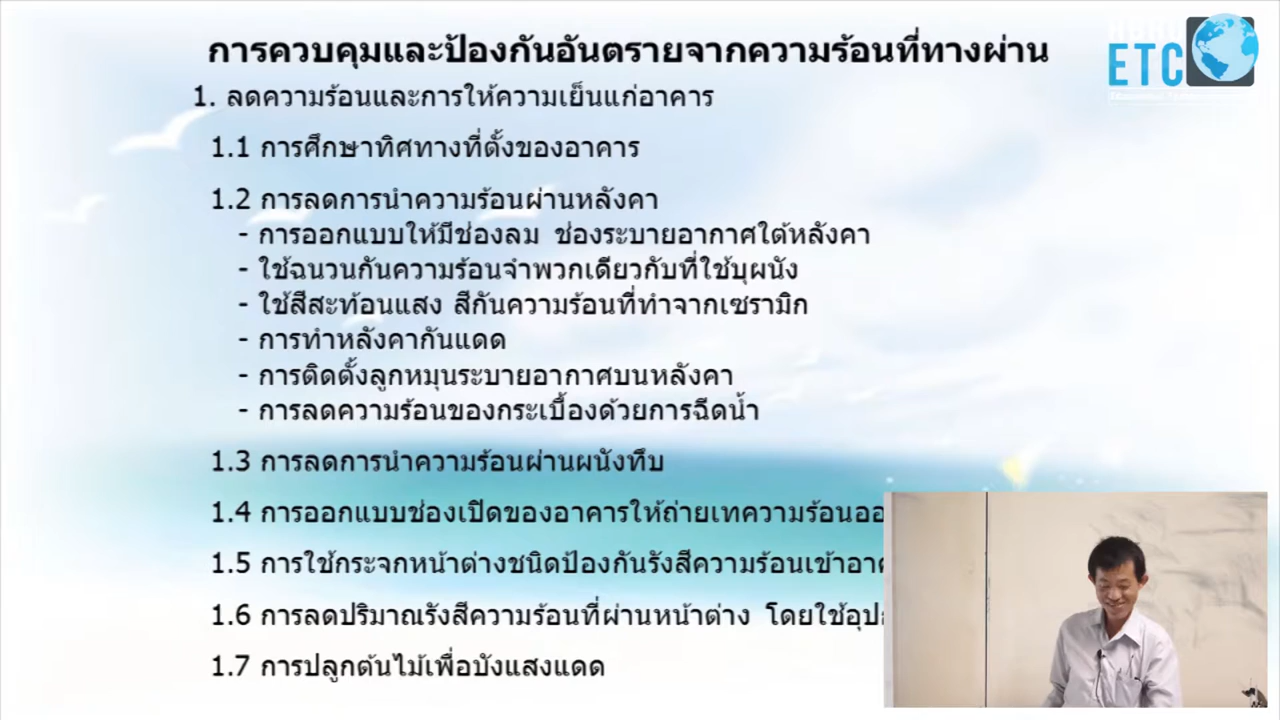 การควบคุมและป้องกันอันตรายจากความร้อนที่ทางผ่าน
ETC
1. ลดความร้อนและการให้ความเย็นแก่อาคาร
1.1 การศึกษาทิศทางที่ตั้งของอาคาร
1.2 การลดการนำความร้อนผ่านหลังคา
- การออกแบบให้มีช่องลม ช่องระบายอากาศใต้หลังคา
- ใช้ฉนวนกันความร้อนจำพวกเดียวกับที่ใช้บุผนัง
- ใช้สีสะท้อนแสง สีกันความร้อนที่ทำจากเซรามิก
- การทำหลังคากันแดด
- การติดตั้งลูกหมุนระบายอากาศบนหลังคา
- การลดความร้อนของกระเบื้องด้วยการฉีดน้ำ
1.3 การลดการนำความร้อนผ่านผนังทึบ
1.4 การออกแบบช่องเปิดของอาคารให้ถ่ายเทความร้อน
1.5 การใช้กระจกหน้าต่างชนิดป้องกันรังสีความร้อนเข้า
1.6 การลดปริมาณรังสีความร้อนที่ผ่านหน้าต่าง โดยใช้
1.7 การปลูกต้นไม้เพื่อบังแสงแดด